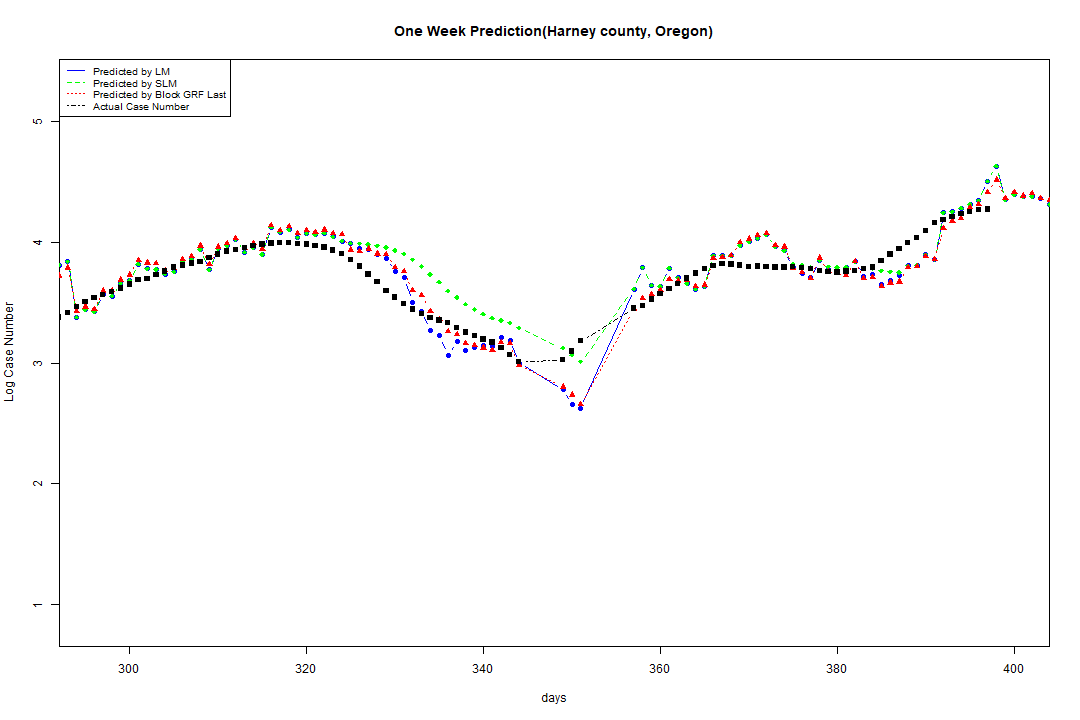 One Week Prediction(Harney county, Oregon)
Predicted by LM
Predicted by SLM
Predicted by Block GRF Last
Actual Case Number
5
4
3
2
1
Log Case Number
300 320 340 360 380 400
days